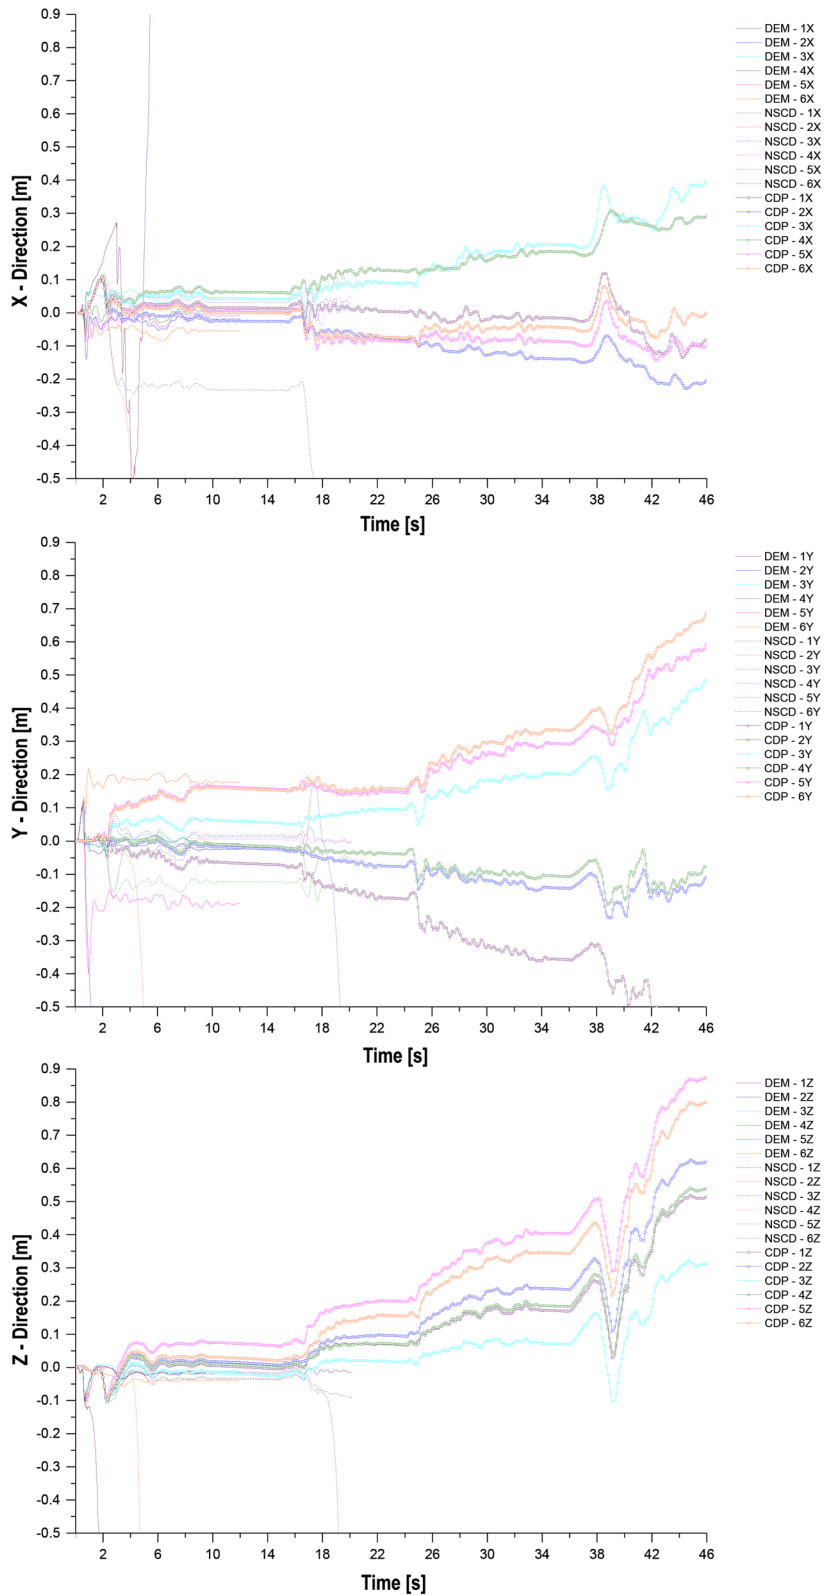 0.9
0.8
0.7
0.6
0.5
0.4
0.3
0.2
0.1
0.0
-0.1
-0.2
-0.3
-0.4
-0.5
X - Direction [m]
2 6 10 14 18 22 26 30 34 38 42 46
Time [s]
DEM - 1X
DEM - 2X
DEM - 3X
DEM - 4X
DEM - 5X
DEM - 6X
NSCD - 1X
NSCD - 2X
NSCD - 3X
NSCD - 4X
NSCD - 5X
NSCD - 6X
CDP - 1X
CDP - 2X
CDP - 3X
CDP - 4X
CDP - 5X
CDP - 6X
0.9
0.8
0.7
0.6
0.5
0.4
0.3
0.2
0.1
0.0
-0.1
-0.2
-0.3
-0.4
-0.5
Y - Direction [m]
2 6 10 14 18 22 26 30 34 38 42 46
Time [s]
DEM - 1Y
DEM - 2Y
DEM - 3Y
DEM - 4Y
DEM - 5Y
DEM - 6Y
NSCD - 1Y
NSCD - 2Y
NSCD - 3Y
NSCD - 4Y
NSCD - 5Y
NSCD - 6Y
CDP - 1Y
CDP - 2Y
CDP - 3Y
CDP - 4Y
CDP - 5Y
CDP - 6Y
0.9
0.8
0.7
0.6
0.5
0.4
0.3
0.2
0.1
0.0
-0.1
-0.2
-0.3
-0.4
-0.5
Z - Direction [m]
2 6 10 14 18 22 26 30 34 38 42 46
Time [s]
DEM - 1Z
DEM - 2Z
DEM - 3Z
DEM - 4Z
DEM - 5Z
DEM - 6Z
NSCD - 1Z
NSCD - 2Z
NSCD - 3Z
NSCD - 4Z
NSCD - 5Z
NSCD - 6Z
CDP - 1Z
CDP - 2Z
CDP - 3Z
CDP - 4Z
CDP - 5Z
CDP - 6Z